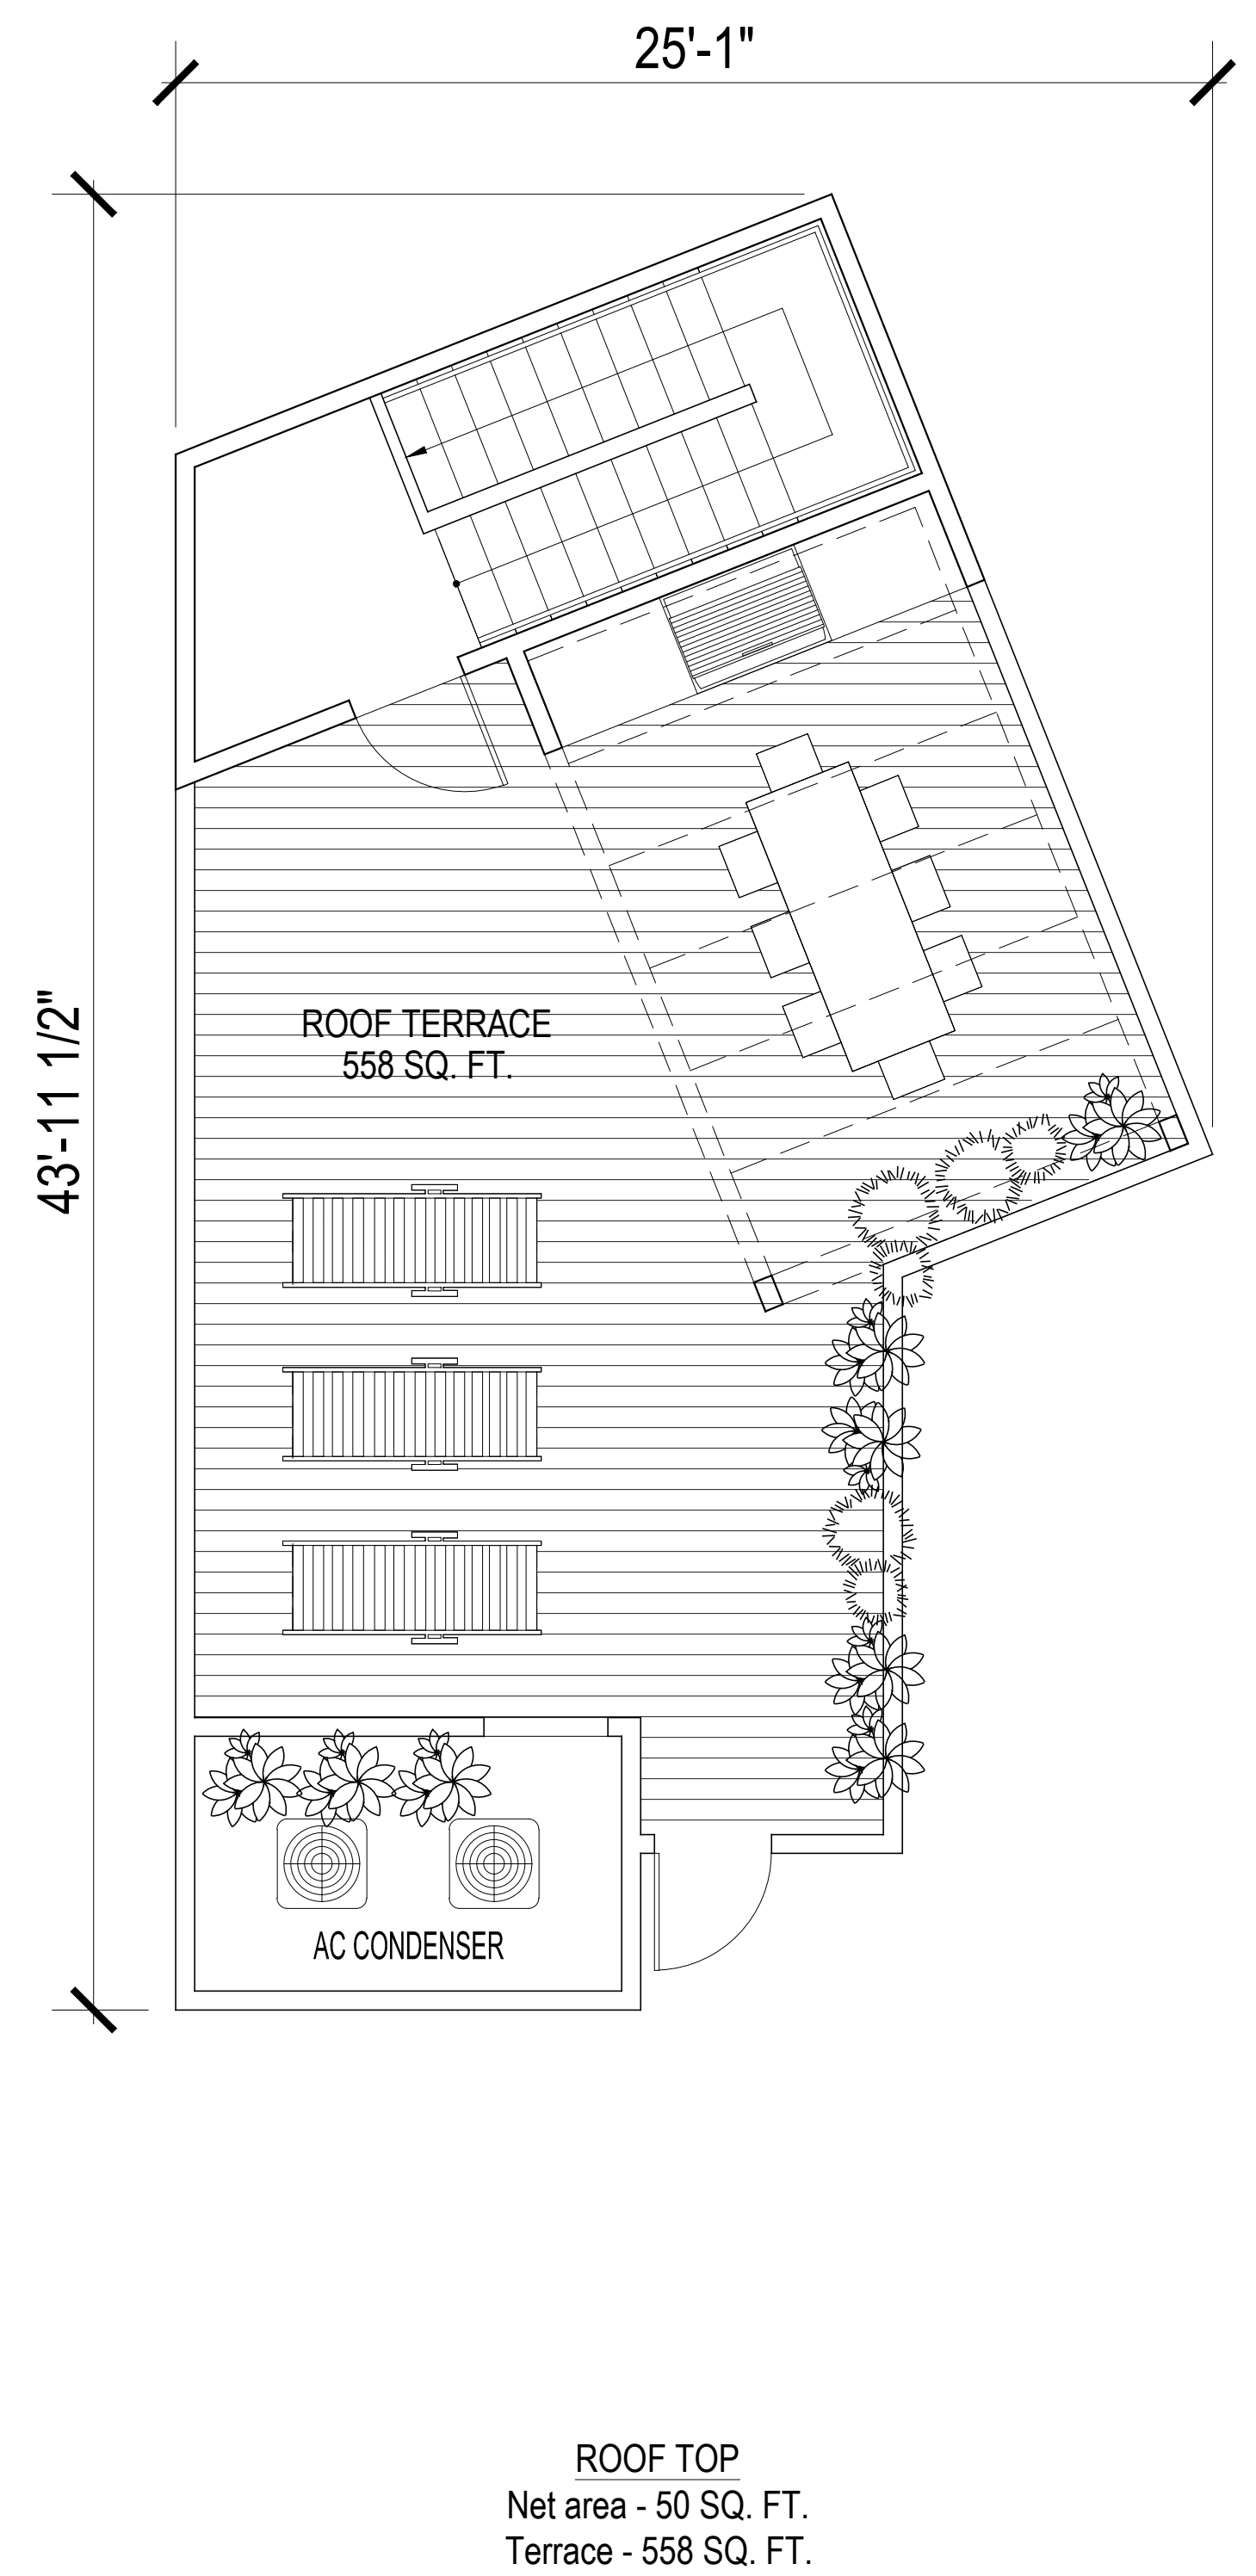 25'-1"
43'-11 1/2"
ROOF TERRACE
558 SQ. FT.
AC CONDENSER
ROOF TOP
Net area - 50 SQ. FT.
Terrace - 558 SQ. FT.